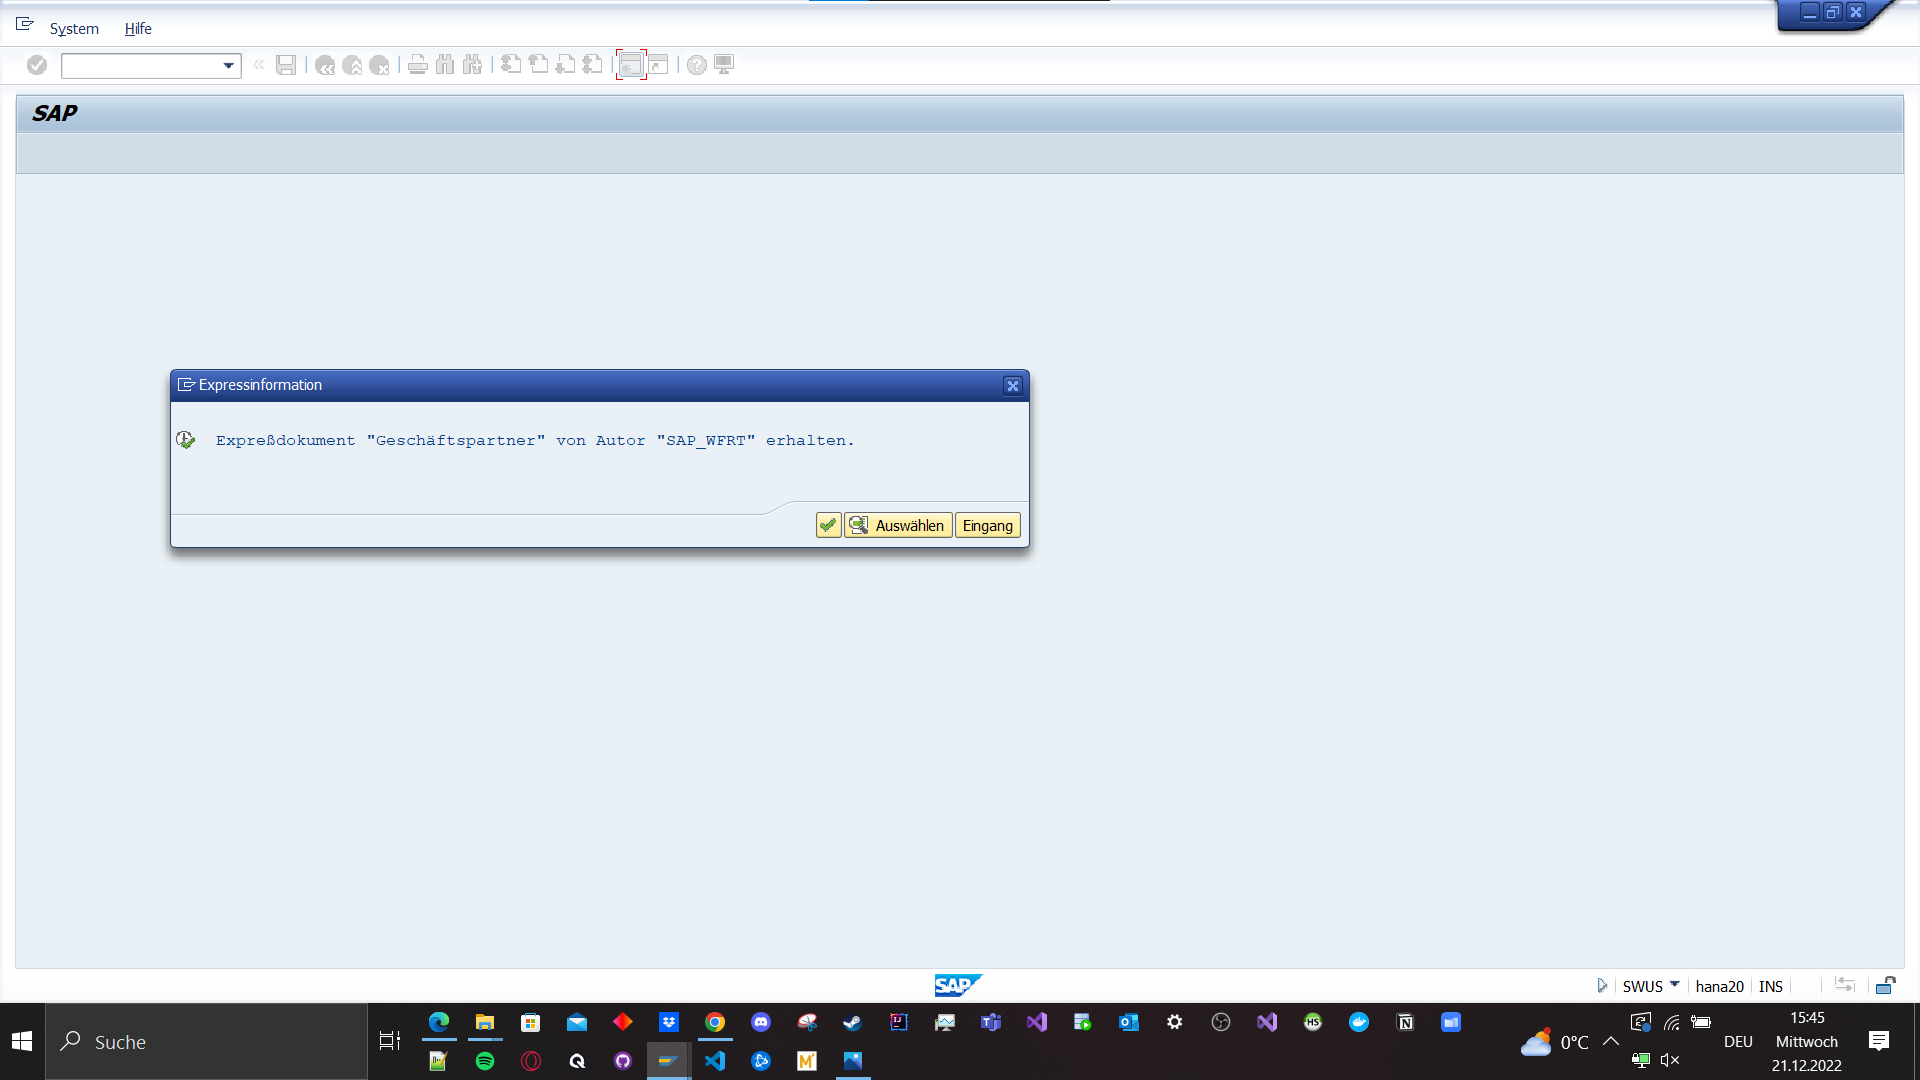 System Hilfe
SAP
Expressinformation
Expreßdokument "Geschäftspartner" von Autor "SAP_WFRT" erhalten.
Auswählen Eingang
SAP
SWUS hana20 INS
Suche
0°C
DEU
15:45
Mittwoch
21.12.2022